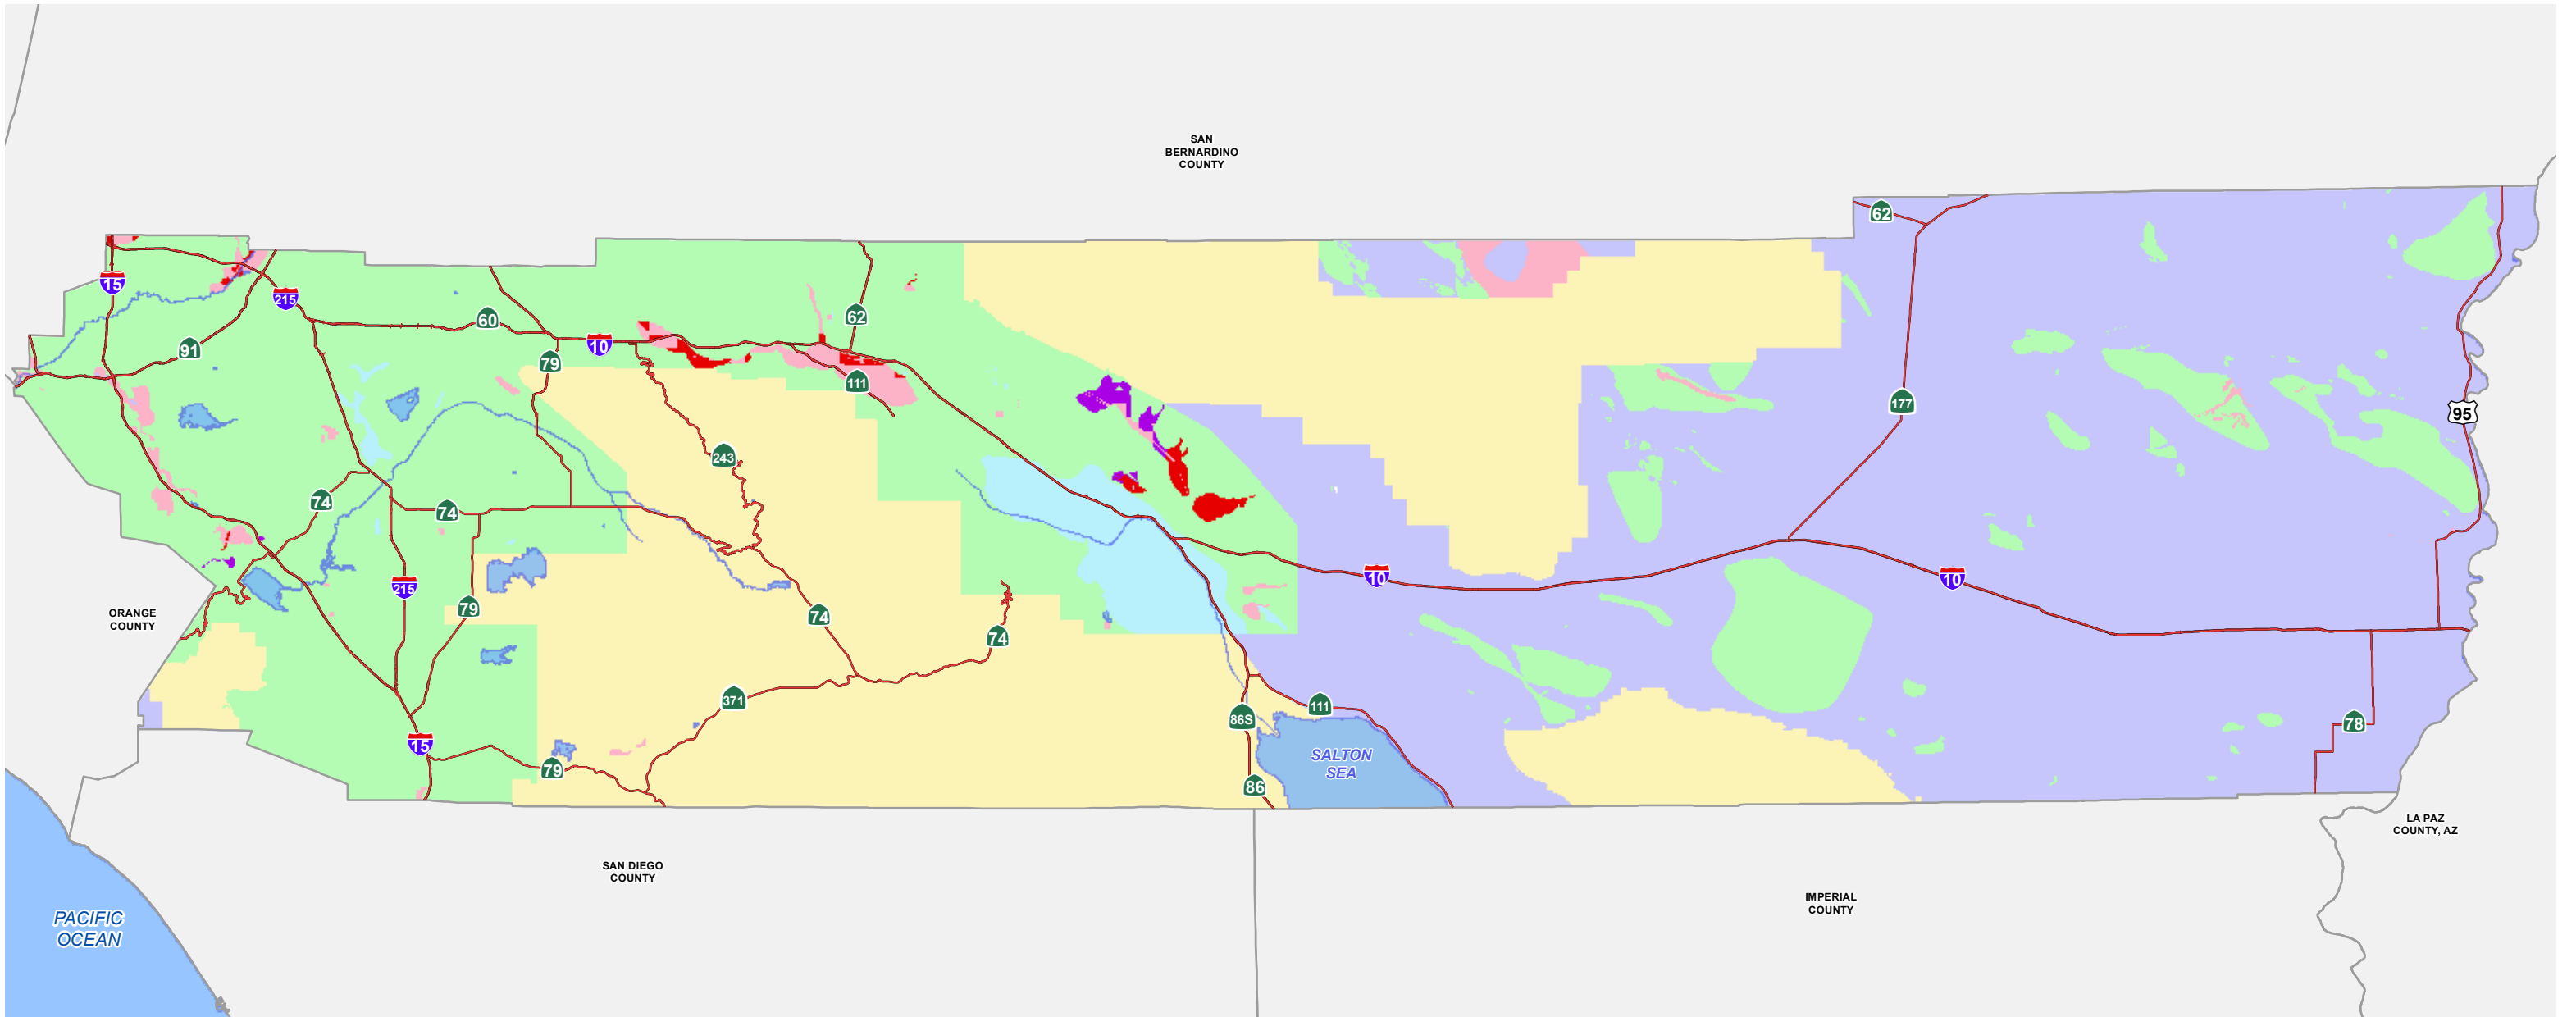 SAN
BERNARDINO
COUNTY
62
15
215
60
62
91
10
79
111
177
95
243
74
74
10
10
215
79
ORANGE
COUNTY
74
74
371
111
86S
78
15
SALTON
SEA
79
86
LA PAZ
COUNTY, AZ
SAN DIEGO
COUNTY
IMPERIAL
COUNTY
PACIFIC
OCEAN